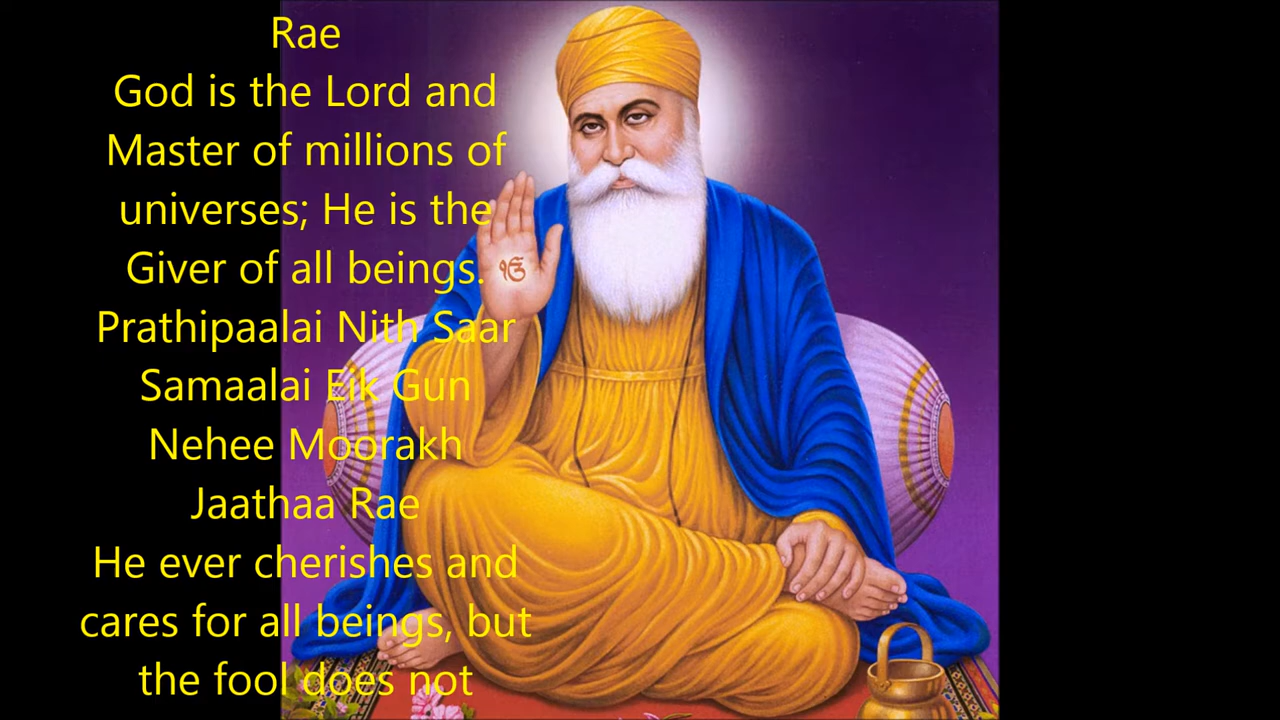 Rae
God is the Lord and
Master of millions of
universes; He is the
Giver of all beings.
ੴ
Prathipaalai Nith Saar
Samaalai Eik Gun
Nehee Moorakh
Jaathaa Rae
He ever cherishes and
cares for all beings, but
the fool does not